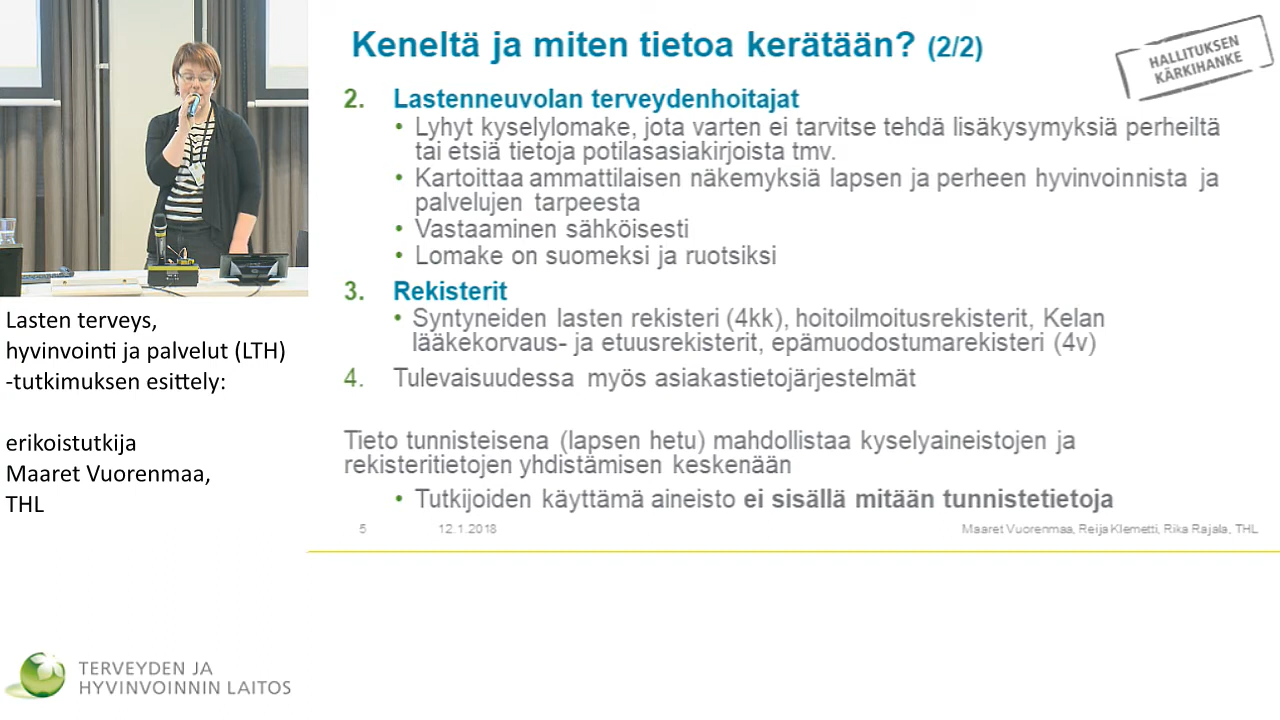 Keneltä ja miten tietoa kerätään? (2/2)
HALLITUKSEN
KÄRKIHANKE
2. Lastenneuvolan terveydenhoitajat
• Lyhyt kyselylomake, jota varten ei tarvitse tehdä lisäkysymyksiä perheiltä
tai etsiä tietoja potilasasiakirjoista tmv.
• Kartoittaa ammattilaisen näkemyksiä lapsen ja perheen hyvinvoinnista ja
palvelujen tarpeesta
• Vastaaminen sähköisesti
• Lomake on suomeksi ja ruotsiksi
3. Rekisterit
• Syntyneiden lasten rekisteri (4kk), hoitoilmoitusrekisterit, Kelan
lääkekorvaus- ja etuusrekisterit, epämuodostumarekisteri (4v)
4. Tulevaisuudessa myös asiakastietojärjestelmät
Tieto tunnisteisena (lapsen hetu) mahdollistaa kyselyaineistojen ja
rekisteritietojen yhdistämisen keskenään
• Tutkijoiden käyttämä aineisto ei sisällä mitään tunnistetietoja
5 12.1.2018 Maaret Vuorenmaa, Reija Klemetti, Rika Rajala, THL
Lasten terveys,
hyvinvointi ja palvelut (LTH)
-tutkimuksen esittely:
erikoistutkija
Maaret Vuorenmaa,
THL
TERVEYDEN JA
HYVINVOINNIN LAITOS